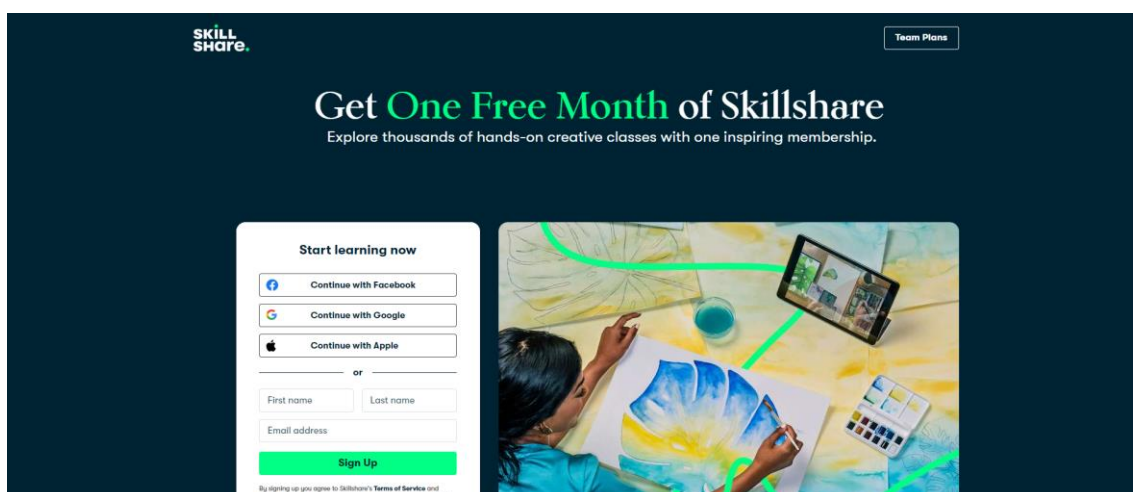 SKILL
SHare.
Team Plans
Get One Free Month of Skillshare
Explore thousands of hands-on creative classes with one inspiring membership.
Start learning now
Continue with Facebook
Continue with Google
Continue with Apple
or
First name
Last name
Email address
Sign Up
By signing up you agree to Skillshare's Terms of Service and